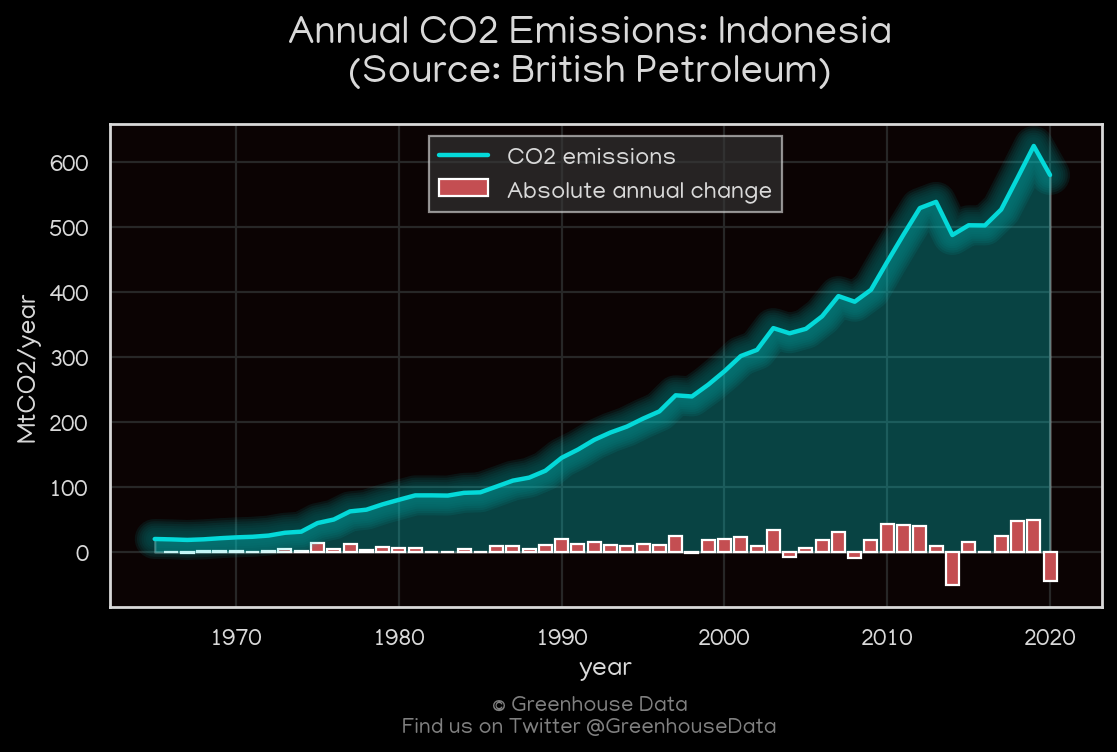 Annual CO2 Emissions: Indonesia
(Source: British Petroleum)
CO2 emissions
Absolute annual change
MtCO2/year
600
500
400
300
200
100
0
1970 1980 1990 2000 2010 2020
year
© Greenhouse Data
Find us on Twitter @GreenhouseData